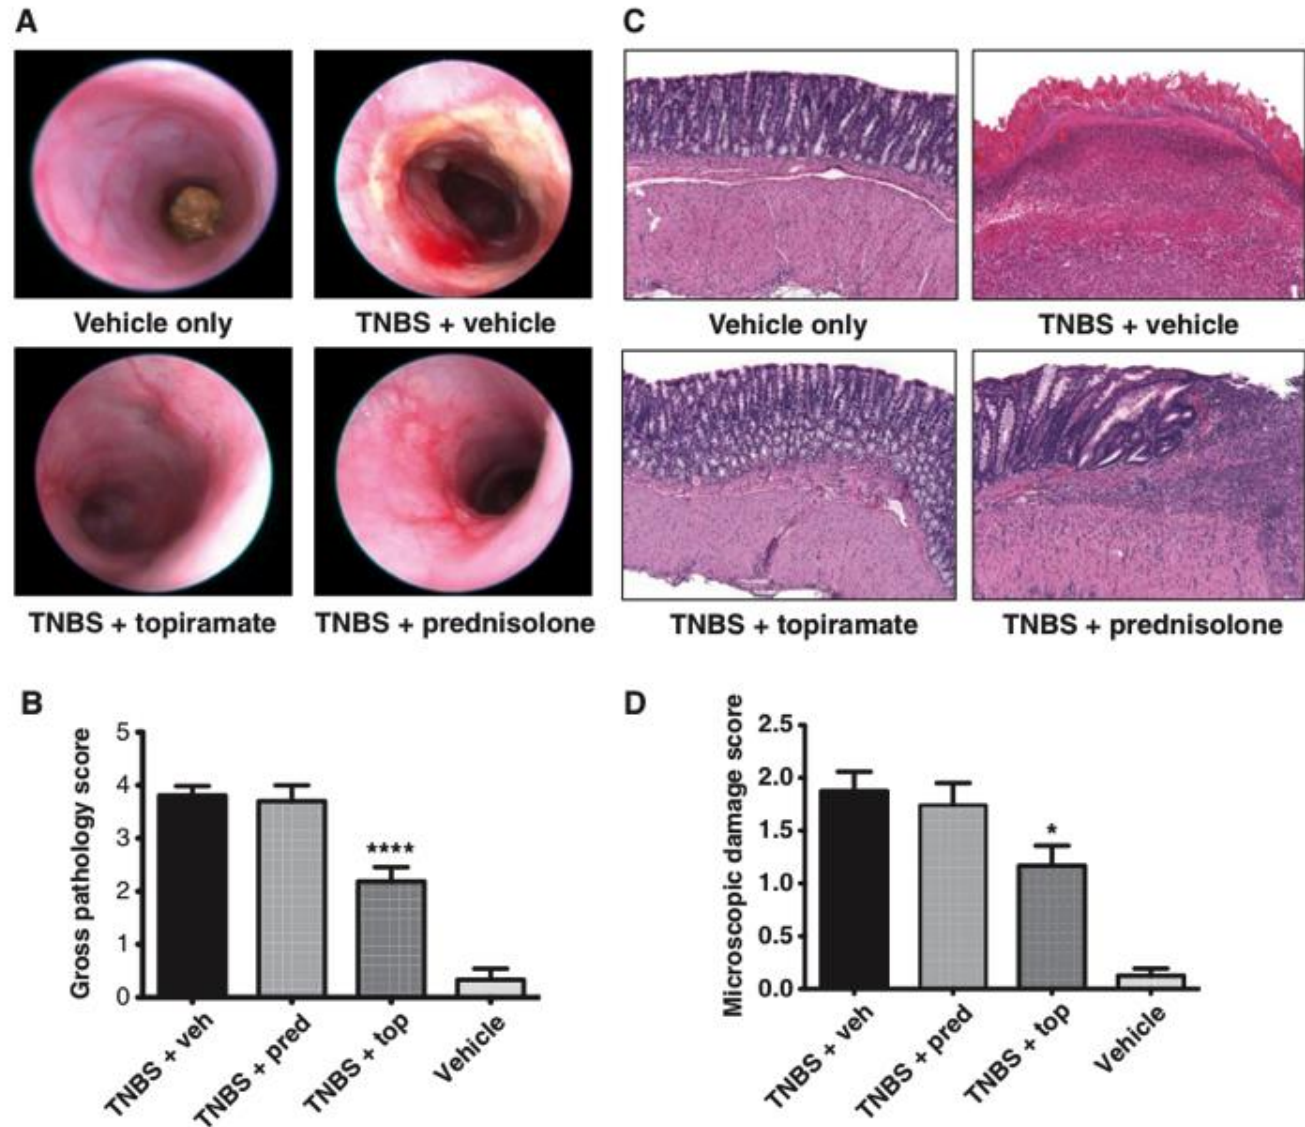 A
Vehicle only
TNBS + vehicle
TNBS + topiramate
TNBS + prednisolone
C
Vehicle only
TNBS + vehicle
TNBS + topiramate
TNBS + prednisolone
B
Gross pathology score
5
4
3
2
1
0
****
TNBS + veh
TNBS + pred
TNBS + top
Vehicle
D
Microscopic damage score
2.5
2.0
1.5
1.0
0.5
0.0
*
TNBS + veh
TNBS + pred
TNBS + top
Vehicle